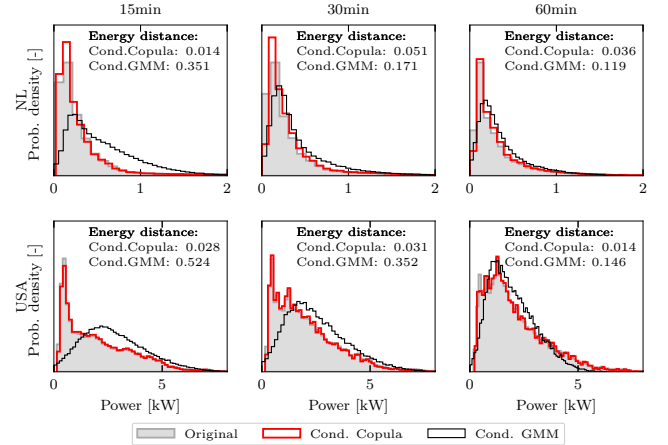 15min
30min
60min
NL
Prob. density [-]
Energy distance:
Cond.Copula: 0.014
Cond.GMM: 0.351
Energy distance:
Cond.Copula: 0.051
Cond.GMM: 0.171
Energy distance:
Cond.Copula: 0.036
Cond.GMM: 0.119
0 1 2
0 1 2
0 1 2
USA
Prob. density [-]
Energy distance:
Cond.Copula: 0.028
Cond.GMM: 0.524
Energy distance:
Cond.Copula: 0.031
Cond.GMM: 0.352
Energy distance:
Cond.Copula: 0.014
Cond.GMM: 0.146
0 5
0 5
0 5
Power [kW]
Power [kW]
Power [kW]
Original
Cond. Copula
Cond. GMM